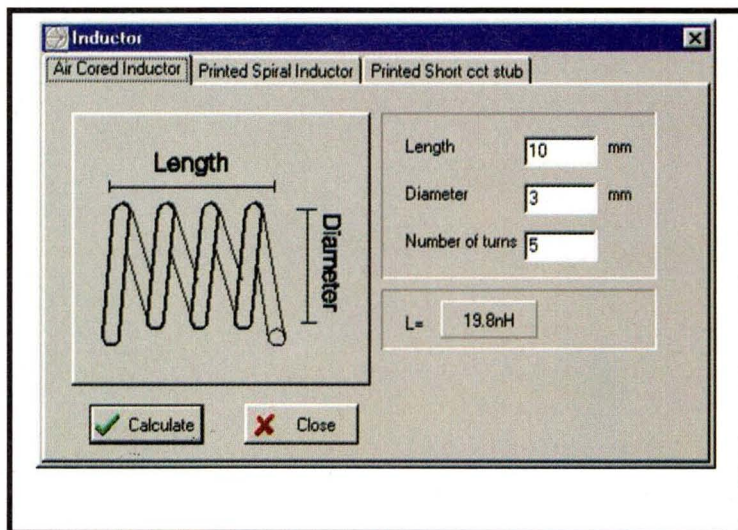 Inductor
Air Cored Inductor
Printed Spiral Inductor
Printed Short cct stub
Length
Diameter
Length 10 mm
Diameter 3 mm
Number of turns 5
L= 19.8nH
Calculate
Close